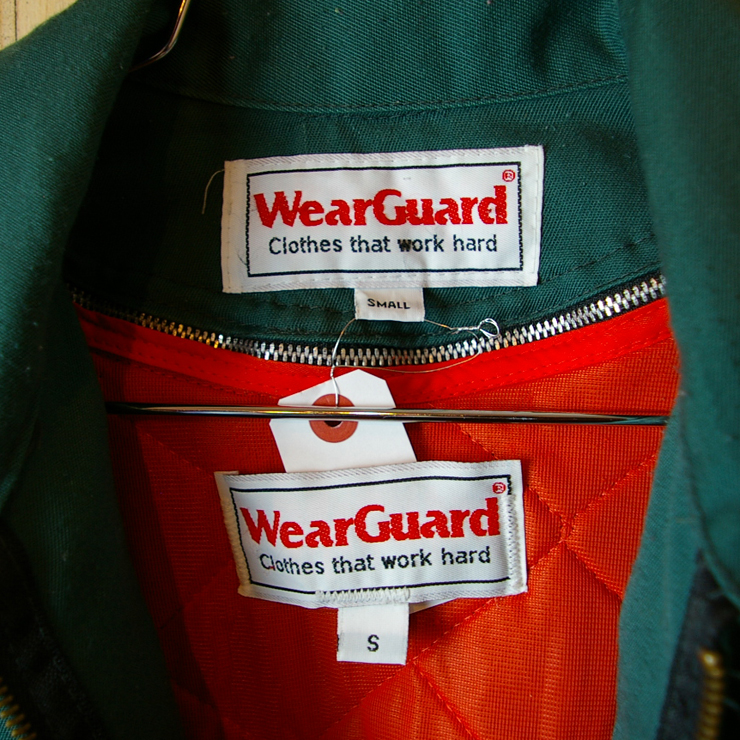 WearGuard®
Clothes that work hard
SMALL
WearGuard®
Clothes that work hard
S